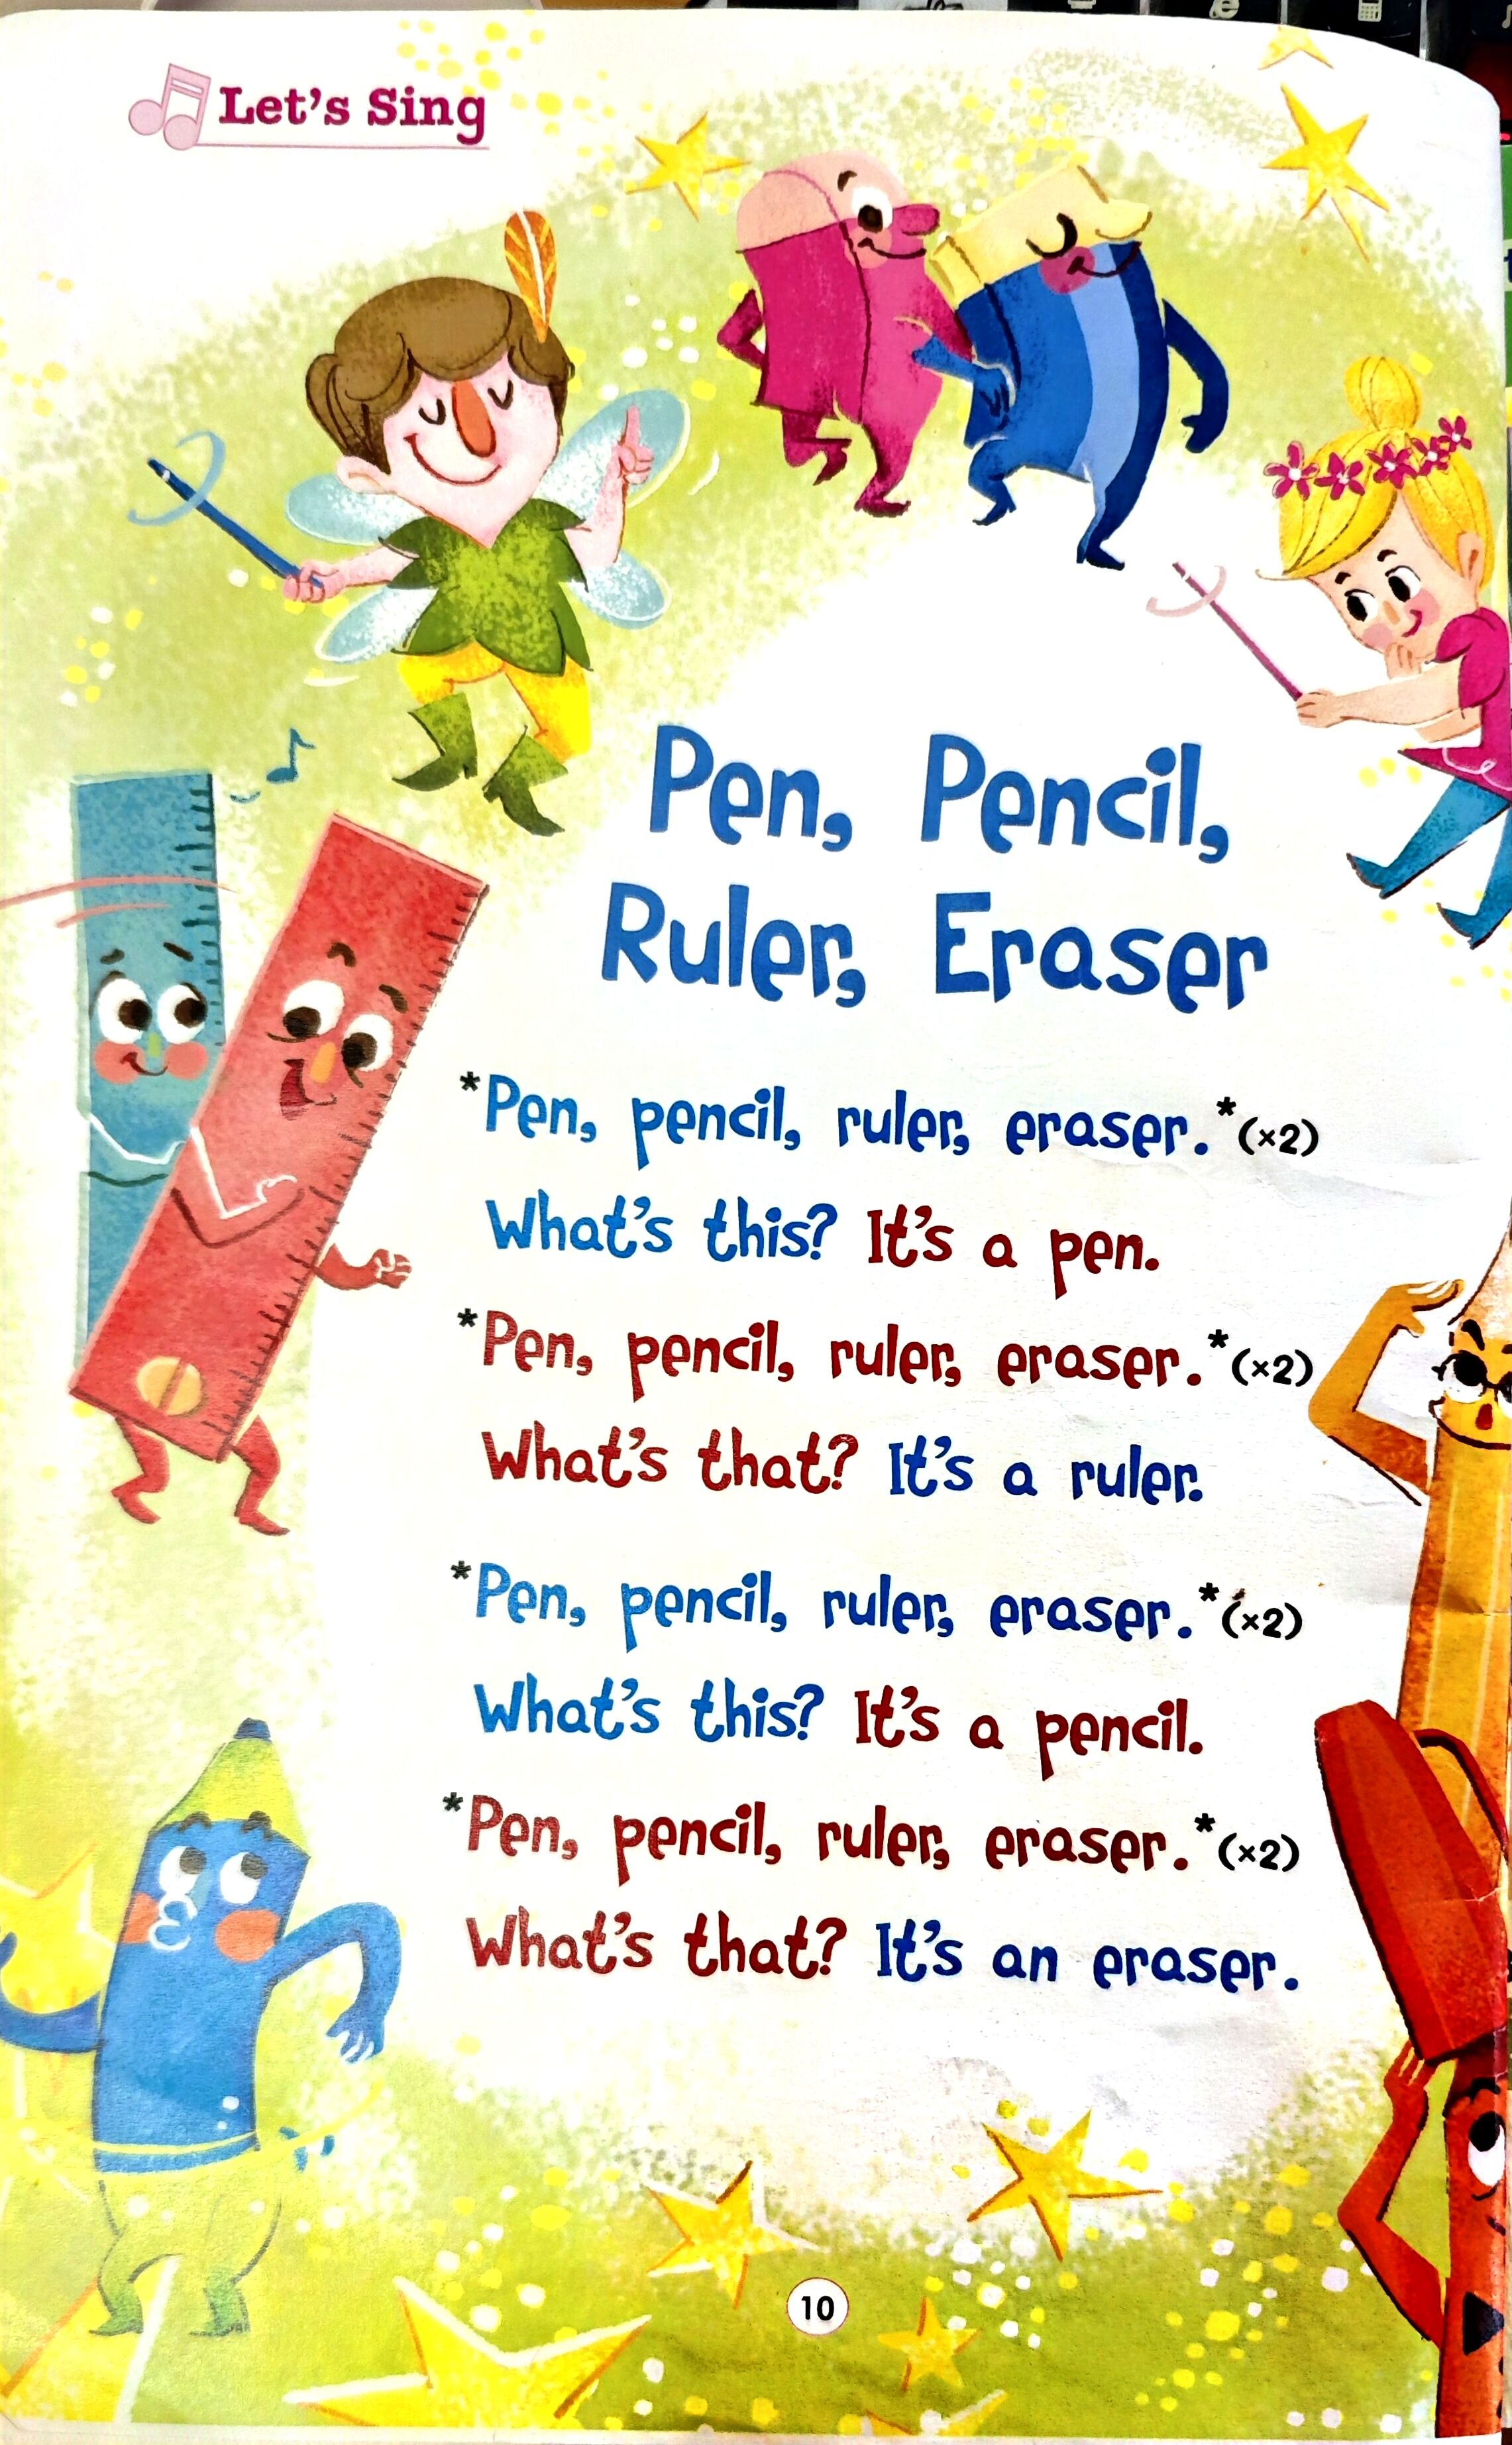 Let's Sing
Pen, Pencil,
Ruler, Eraser
*Pen, pencil, ruler, eraser.*(×2)
What's this? It's a pen.
*Pen, pencil, ruler, eraser.*(×2)
What's that? It's a ruler.
*Pen, pencil, ruler, eraser.*(×2)
What's this? It's a pencil.
*Pen, pencil, ruler, eraser.*(×2)
What's that? It's an eraser.
10